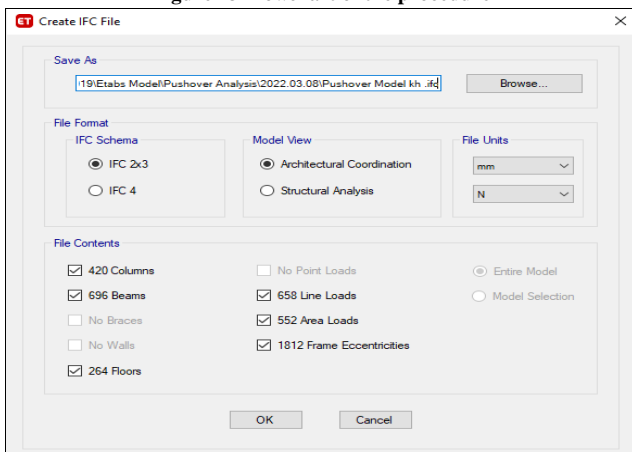 ET Create IFC File
Save As
19\Etabs Model\Pushover Analysis\2022.03.08\Pushover Model kh .ifc
Browse...
File Format
IFC Schema
IFC 2x3
IFC 4
Model View
Architectural Coordination
Structural Analysis
File Units
mm
N
File Contents
420 Columns
696 Beams
No Braces
No Walls
264 Floors
No Point Loads
658 Line Loads
552 Area Loads
1812 Frame Eccentricities
Entire Model
Model Selection
OK
Cancel